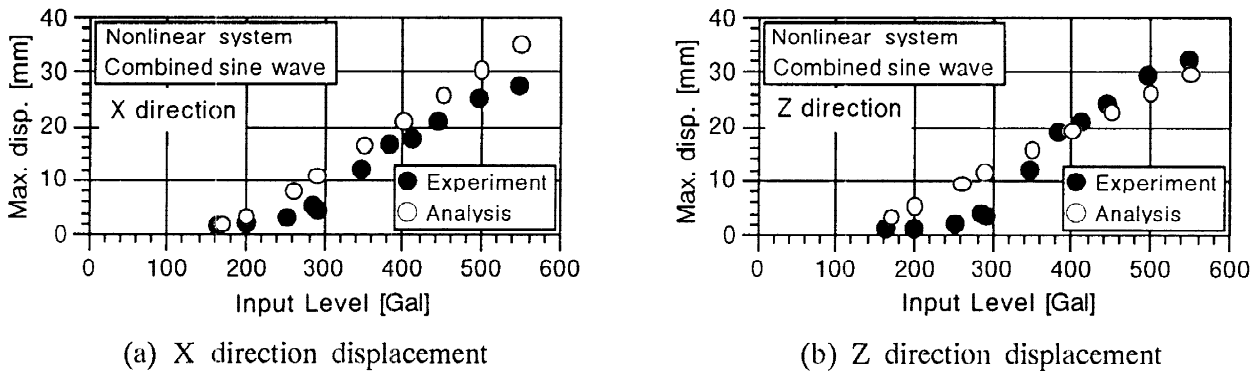 Max. disp. [mm]
40
30
20
10
0
Nonlinear system
Combined sine wave
X direction
Experiment
Analysis
0 100 200 300 400 500 600
Input Level [Gal]
(a) X direction displacement
Max. disp. [mm]
40
30
20
10
0
Nonlinear system
Combined sine wave
Z direction
Experiment
Analysis
0 100 200 300 400 500 600
Input Level [Gal]
(b) Z direction displacement